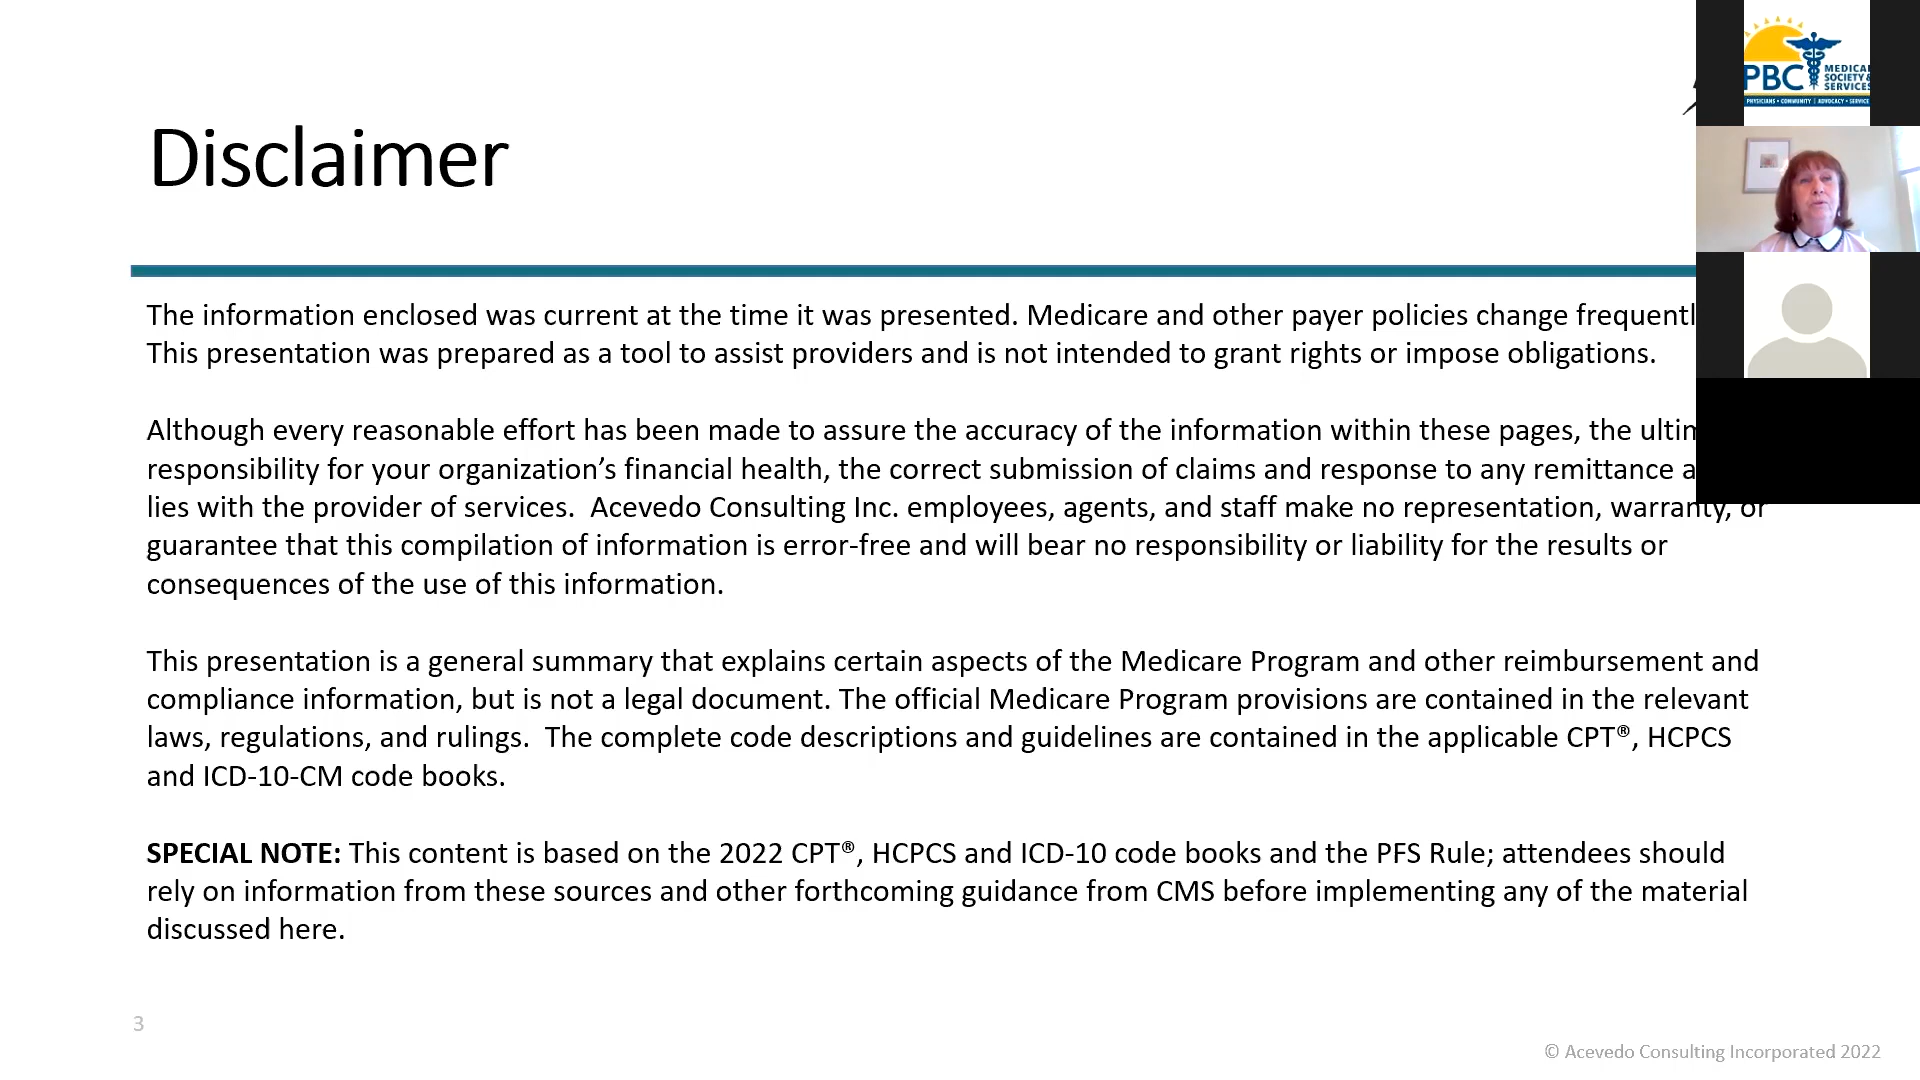 PBC MEDICAL
SOCIETY &
SERVICES
PHYSICIANS • COMMUNITY | ADVOCACY • SERVICE
Disclaimer
The information enclosed was current at the time it was presented. Medicare and other payer policies change frequentl
This presentation was prepared as a tool to assist providers and is not intended to grant rights or impose obligations.
Although every reasonable effort has been made to assure the accuracy of the information within these pages, the
responsibility for your organization’s financial health, the correct submission of claims and response to any remittance
lies with the provider of services. Acevedo Consulting Inc. employees, agents, and staff make no representation, warranty, or
guarantee that this compilation of information is error-free and will bear no responsibility or liability for the results or
consequences of the use of this information.
This presentation is a general summary that explains certain aspects of the Medicare Program and other reimbursement and
compliance information, but is not a legal document. The official Medicare Program provisions are contained in the relevant
laws, regulations, and rulings. The complete code descriptions and guidelines are contained in the applicable CPT®, HCPCS
and ICD-10-CM code books.
SPECIAL NOTE: This content is based on the 2022 CPT®, HCPCS and ICD-10 code books and the PFS Rule; attendees should
rely on information from these sources and other forthcoming guidance from CMS before implementing any of the material
discussed here.
3
© Acevedo Consulting Incorporated 2022